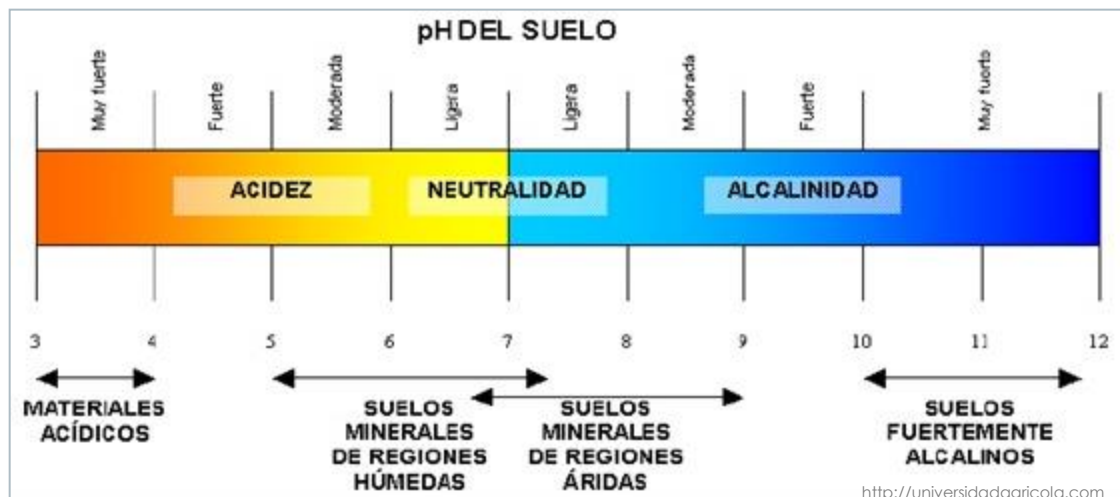 pH DEL SUELO
Muy fuerte
Fuerte
Moderada
Ligera
Ligera
Moderada
Fuerte
Muy fuerte
ACIDEZ
NEUTRALIDAD
ALCALINIDAD
3 4 5 6 7 8 9 10 11 12
MATERIALES
ACÍDICOS
SUELOS
MINERALES
DE REGIONES
HÚMEDAS
SUELOS
MINERALES
DE REGIONES
ÁRIDAS
SUELOS
FUERTEMENTE
ALCALINOS
http://universidadagricola.com